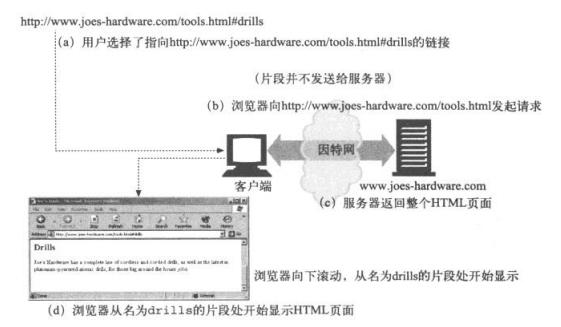 http://www.joes-hardware.com/tools.html#drills
(a) 用户选择了指向http://www.joes-hardware.com/tools.html#drills的链接
(片段并不发送给服务器)
(b) 浏览器向http://www.joes-hardware.com/tools.html发起请求
因特网
客户端
www.joes-hardware.com
(c) 服务器返回整个HTML页面
Drills
Joe's Hardware has a complete line of cordless and corded drills, as well as the latest in
plutonium-powered atomic drills, for those big around the house jobs.
浏览器向下滚动，从名为drills的片段处开始显示
(d) 浏览器从名为drills的片段处开始显示HTML页面